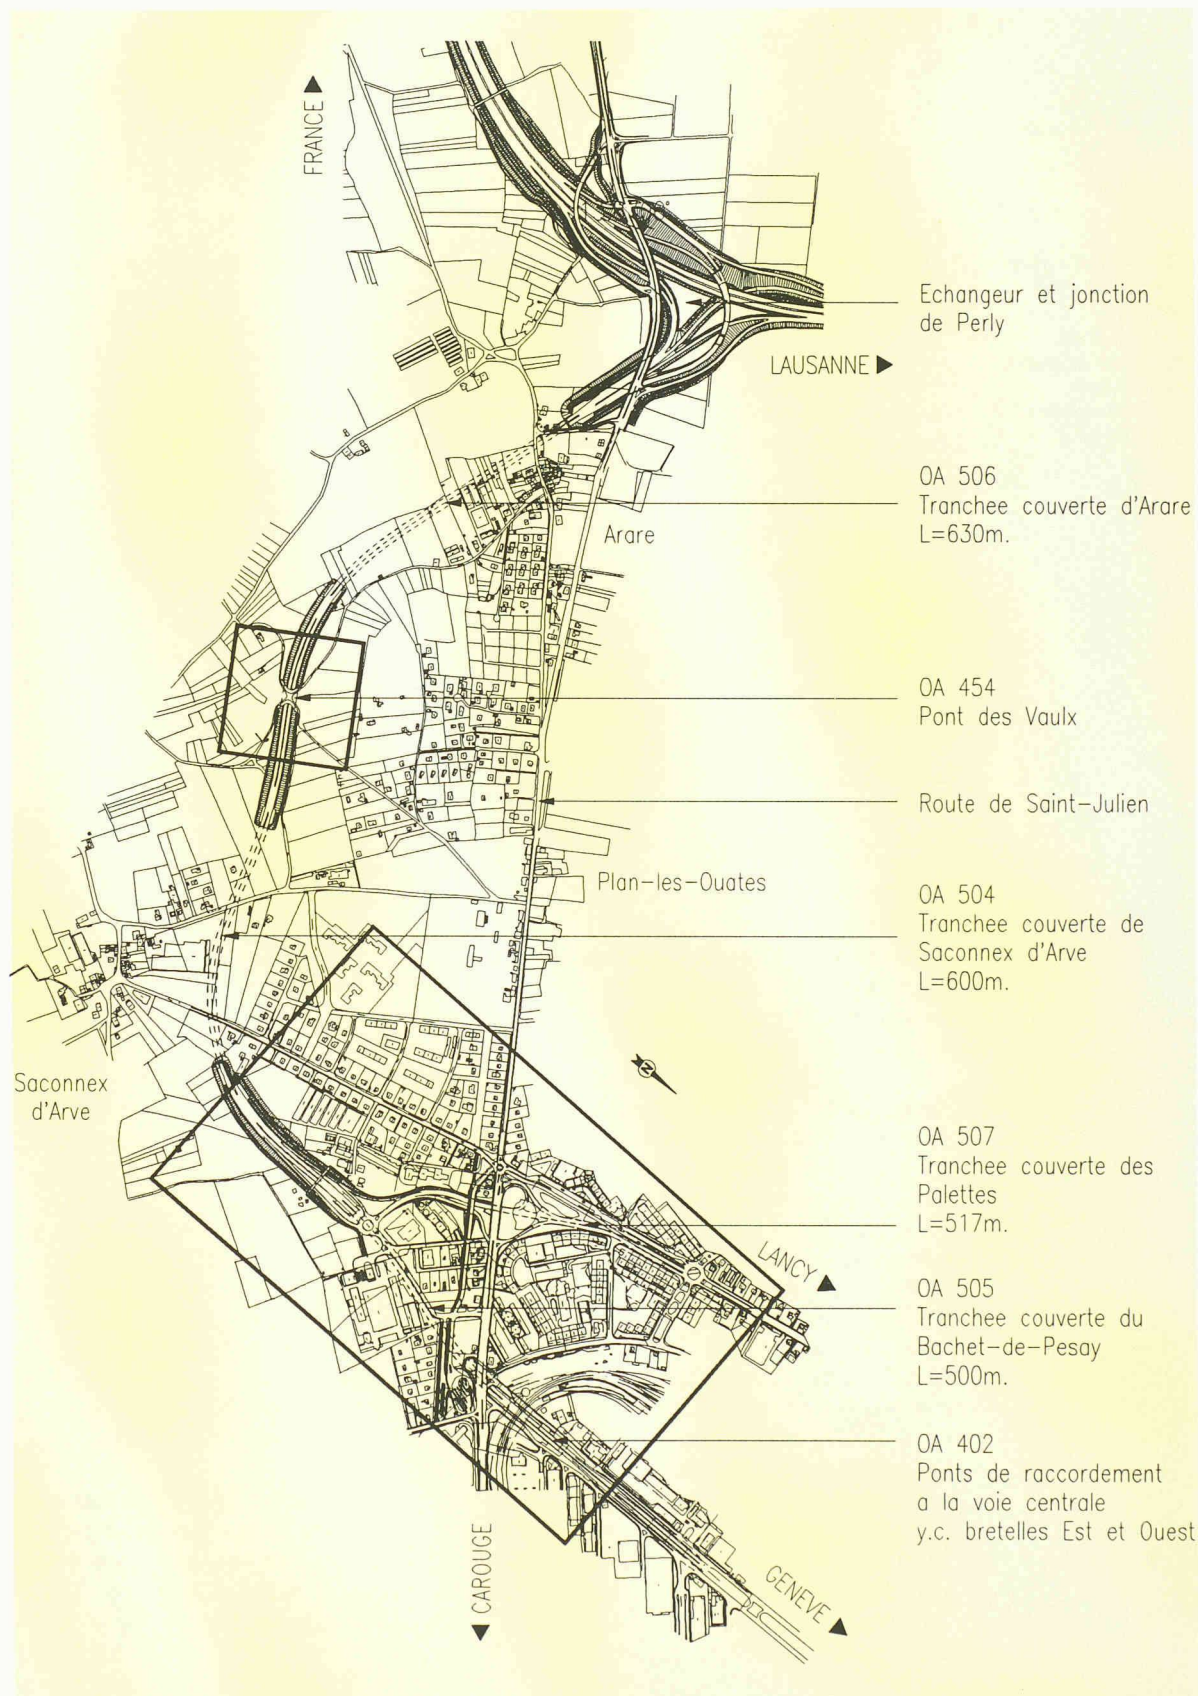 FRANCE
Echangeur et jonction
de Perly
LAUSANNE
OA 506
Tranchee couverte d'Arare
L=630m.
Arare
OA 454
Pont des Vaulx
Route de Saint-Julien
Plan-les-Ouates
OA 504
Tranchee couverte de
Saconnex d'Arve
L=600m.
N
Saconnex
d'Arve
OA 507
Tranchee couverte des
Palettes
L=517m.
LANCY
OA 505
Tranchee couverte du
Bachet-de-Pesay
L=500m.
OA 402
Ponts de raccordement
a la voie centrale
y.c. bretelles Est et Ouest
CAROUGE
GENEVE